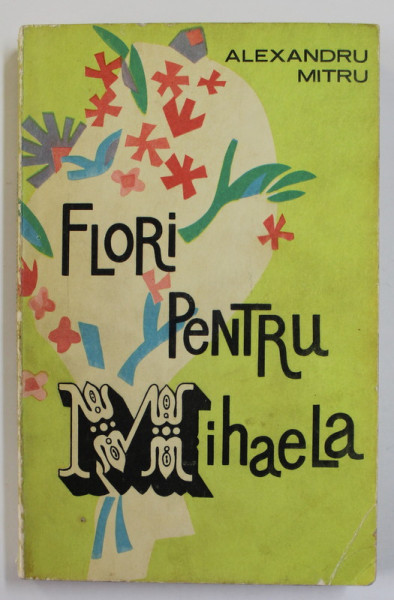 ALEXANDRU
MITRU
FLORi
PENTRU
MihaeLa